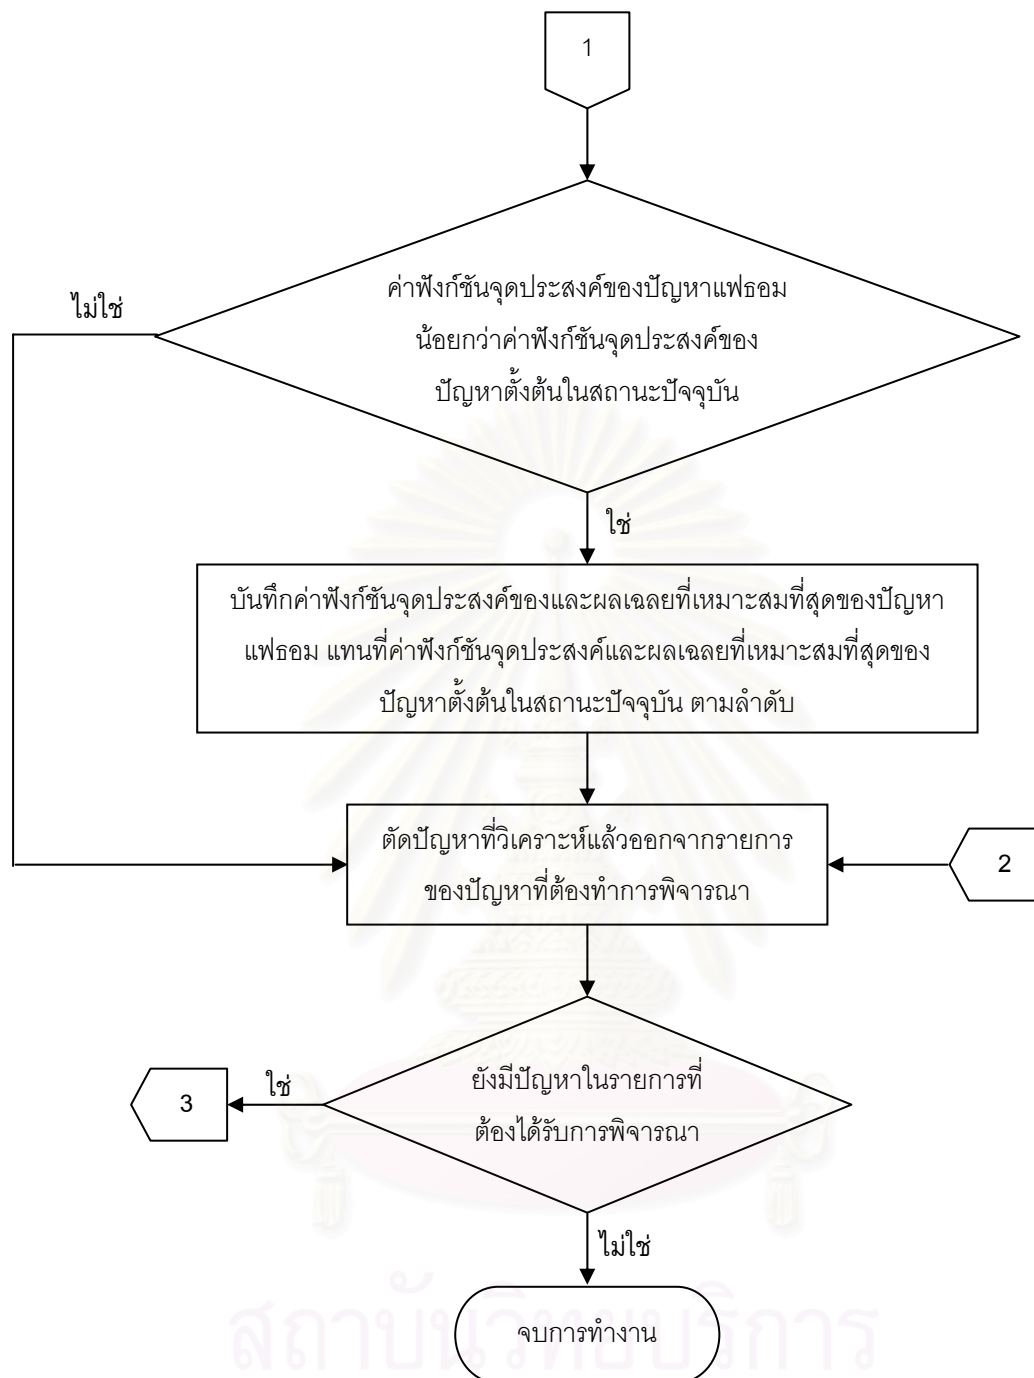 1
ค่าฟังก์ชันจุดประสงค์ของปัญหาแฟธอม
น้อยกว่าค่าฟังก์ชันจุดประสงค์ของ
ปัญหาตั้งต้นในสถานะปัจจุบัน
ไม่ใช่
ใช่
บันทึกค่าฟังก์ชันจุดประสงค์ของและผลเฉลยที่เหมาะสมที่สุดของปัญหา
แฟธอม แทนที่ค่าฟังก์ชันจุดประสงค์และผลเฉลยที่เหมาะสมที่สุดของ
ปัญหาตั้งต้นในสถานะปัจจุบัน ตามลำดับ
ตัดปัญหาที่วิเคราะห์แล้วออกจากรายการ
ของปัญหาที่ต้องทำการพิจารณา
2
ยังมีปัญหาในรายการที่
ต้องได้รับการพิจารณา
ใช่
3
ไม่ใช่
จบการทำงาน
สถาบันวิทยบริการ